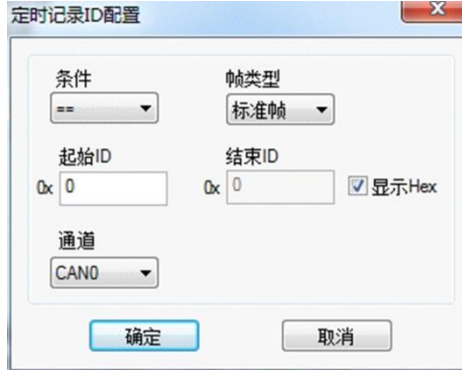 定时记录ID配置
条件
帧类型
==
标准帧
起始ID
结束ID
0x 0
0x 0
显示Hex
通道
CAN0
确定
取消